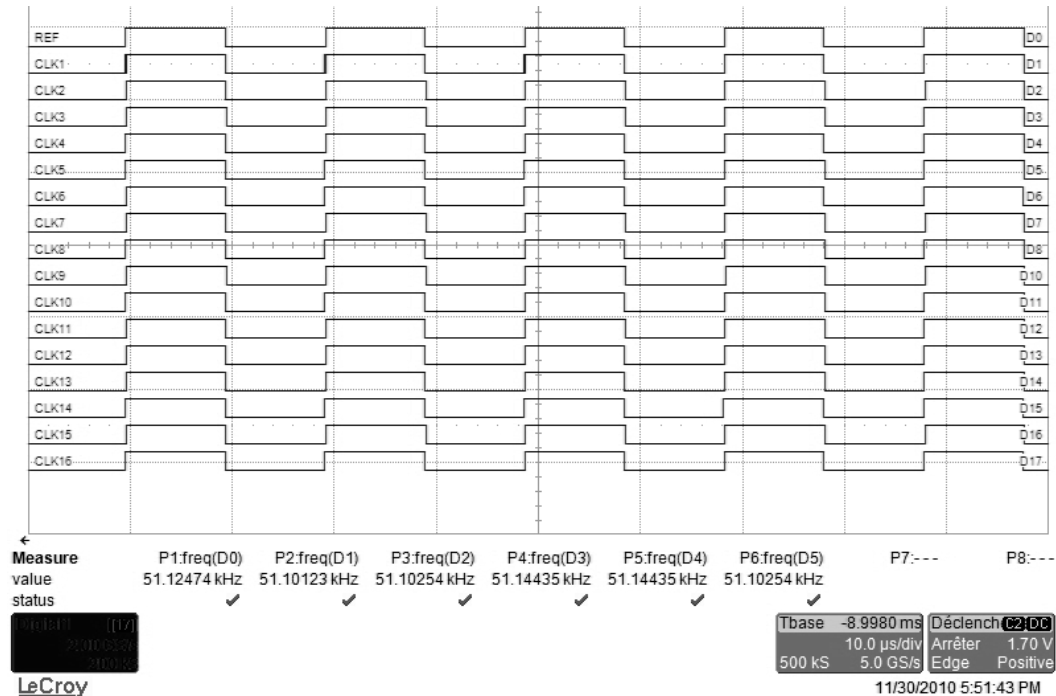 REF D0
CLK1 D1
CLK2 D2
CLK3 D3
CLK4 D4
CLK5 D5
CLK6 D6
CLK7 D7
CLK8 D8
CLK9 D10
CLK10 D11
CLK11 D12
CLK12 D13
CLK13 D14
CLK14 D15
CLK15 D16
CLK16 D17
Measure P1:freq(D0) P2:freq(D1) P3:freq(D2) P4:freq(D3) P5:freq(D4) P6:freq(D5) P7:--- P8:---
value 51.12474 kHz 51.10123 kHz 51.10254 kHz 51.14435 kHz 51.14435 kHz 51.10254 kHz
status
Tbase -8.9980 ms Déclench C2 DC
10.0 µs/div Arrêter 1.70 V
500 kS 5.0 GS/s Edge Positive
LeCroy 11/30/2010 5:51:43 PM